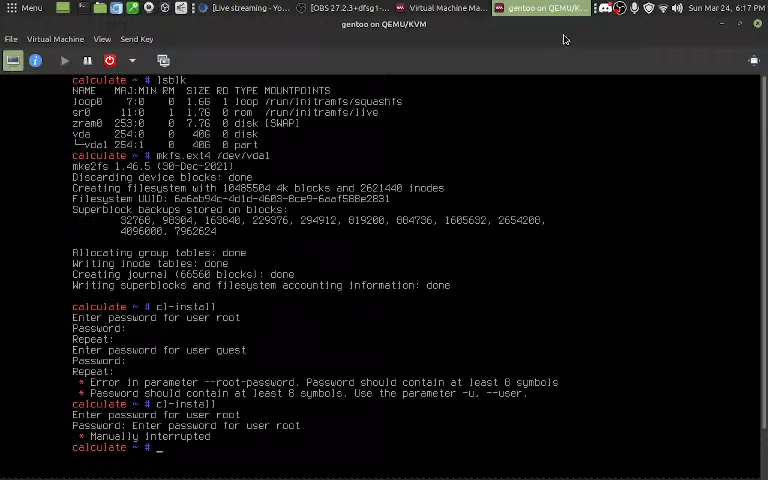 Menu
[Live streaming - Yo...
[OBS 27.2.3+dfsg1-...
Virtual Machine Ma...
gentoo on QEMU/K...
Sun Mar 24, 6:17 PM
gentoo on QEMU/KVM
File Virtual Machine View Send Key
calculate ~ # lsblk
NAME MAJ:MIN RM SIZE RO TYPE MOUNTPOINTS
loop0 7:0 0 1.6G 1 loop /run/initramfs/squashfs
sr0 11:0 1 1.7G 0 rom /run/initramfs/live
zram0 253:0 0 7.7G 0 disk [SWAP]
vda 254:0 0 40G 0 disk
└─vda1 254:1 0 40G 0 part
calculate ~ # mkfs.ext4 /dev/vda1
mke2fs 1.46.5 (30-Dec-2021)
Discarding device blocks: done
Creating filesystem with 10485504 4k blocks and 2621440 inodes
Filesystem UUID: 6a6ab94c-4d1d-4603-8ce9-6aaf588e2831
Superblock backups stored on blocks:
32768, 98304, 163840, 229376, 294912, 819200, 884736, 1605632, 2654208,
4096000, 7962624
Allocating group tables: done
Writing inode tables: done
Creating journal (66560 blocks): done
Writing superblocks and filesystem accounting information: done
calculate ~ # cl-install
Enter password for user root
Password:
Repeat:
Enter password for user guest
Password:
Repeat:
* Error in parameter --root-password. Password should contain at least 8 symbols
* Password should contain at least 8 symbols. Use the parameter -u, --user.
calculate ~ # cl-install
Enter password for user root
Password: Enter password for user root
* Manually interrupted
calculate ~ # _